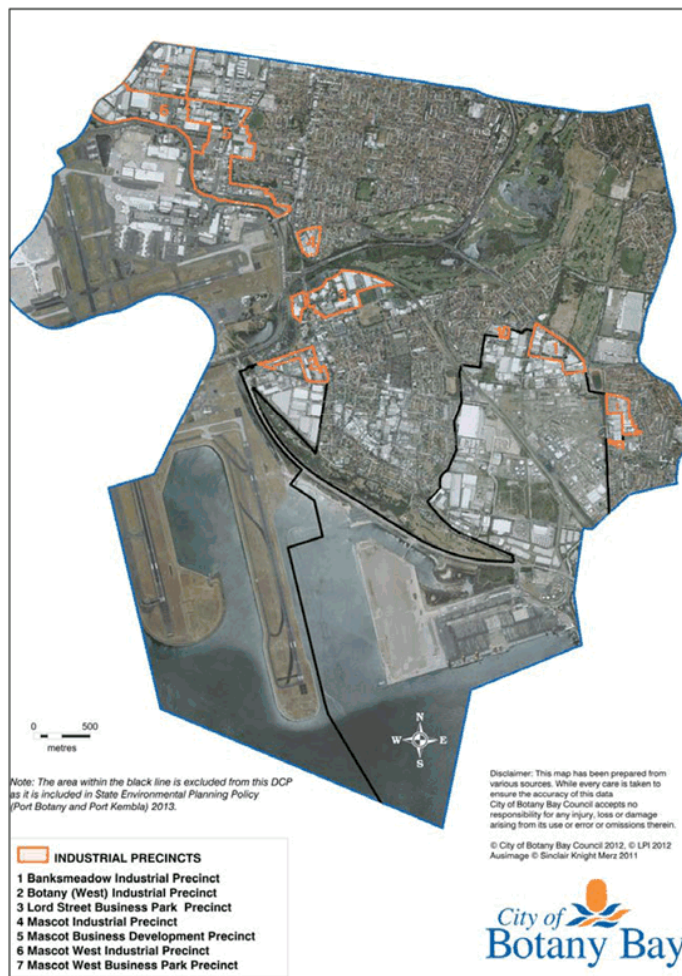 7
6
5
4
3
1
0 500
metres
N
W E
S
Note: The area within the black line is excluded from this DCP
as it is included in State Environmental Planning Policy
(Port Botany and Port Kembla) 2013.
Disclaimer: This map has been prepared from
various sources. While every care is taken to
ensure the accuracy of this data
City of Botany Bay Council accepts no
responsibility for any injury, loss or damage
arising from its use or error or omissions therein.
© City of Botany Bay Council 2012, © LPI 2012
Ausimage © Sinclair Knight Merz 2011
INDUSTRIAL PRECINCTS
1 Banksmeadow Industrial Precinct
2 Botany (West) Industrial Precinct
3 Lord Street Business Park Precinct
4 Mascot Industrial Precinct
5 Mascot Business Development Precinct
6 Mascot West Industrial Precinct
7 Mascot West Business Park Precinct
City of
Botany Bay